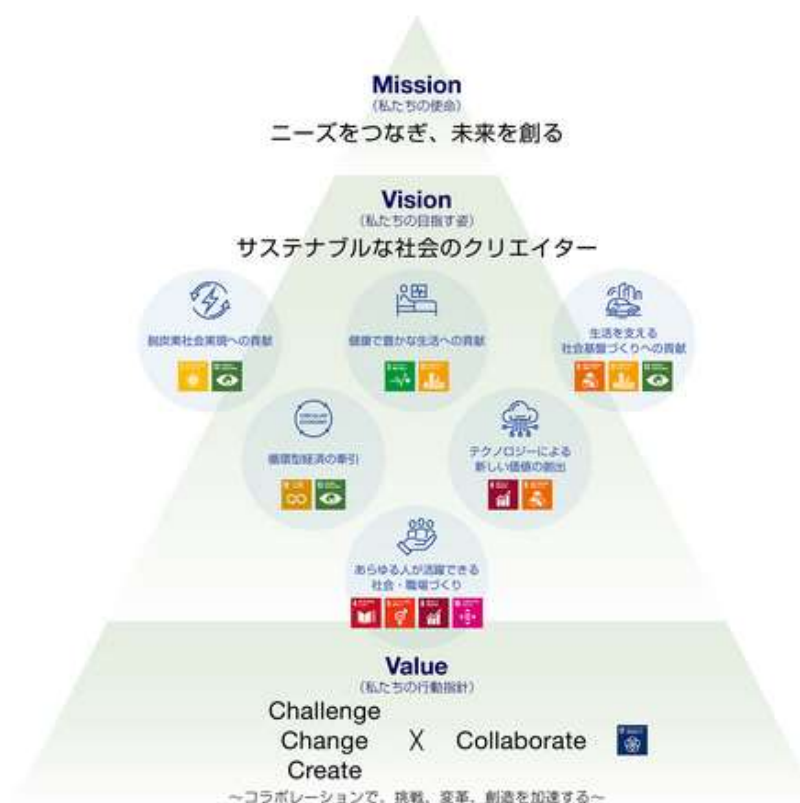 Mission
(私たちの使命)
ニーズをつなぎ、未来を創る
Vision
(私たちの目指す姿)
サステナブルな社会のクリエイター
脱炭素社会実現への貢献
健康で豊かな生活への貢献
生活を支える
社会基盤づくりへの貢献
CIRCULAR
ECONOMY
循環型経済の牽引
テクノロジーによる
新しい価値の創出
あらゆる人が活躍できる
社会・職場づくり
Value
(私たちの行動指針)
Challenge
Change
Create
X
Collaborate
～コラボレーションで、挑戦、変革、創造を加速する～